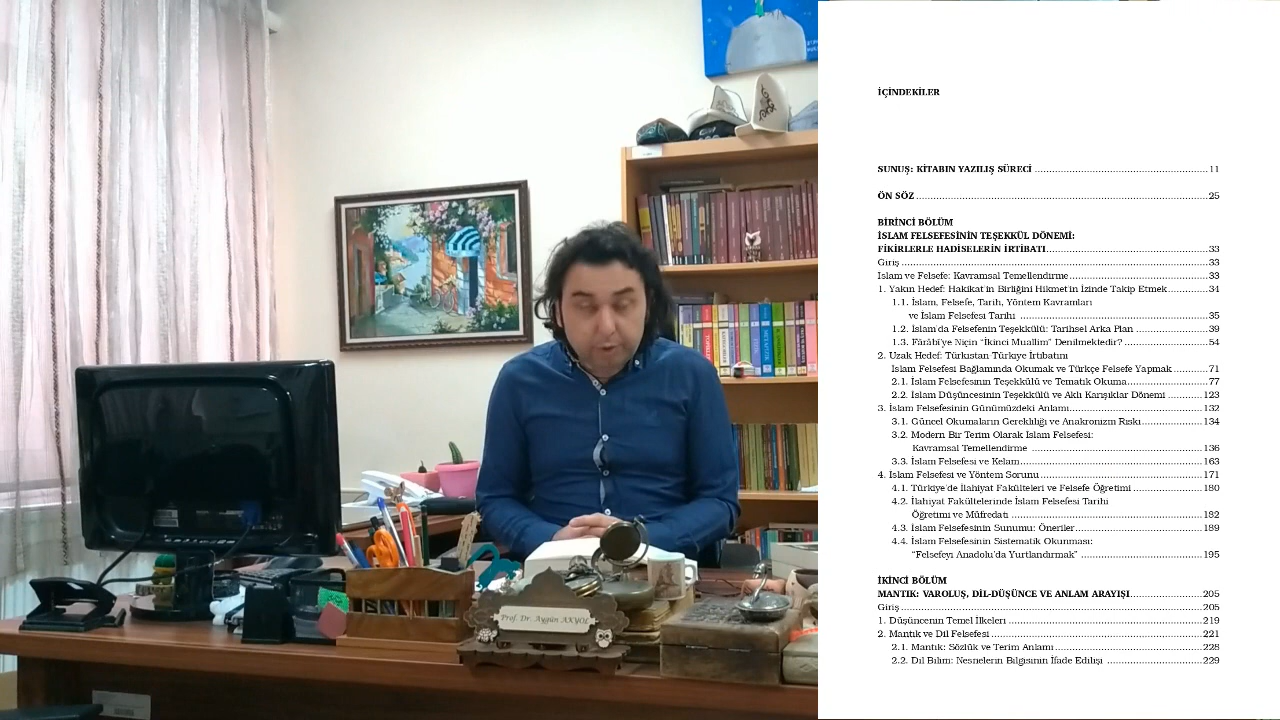 Prof. Dr. Aygün AKYOL
İÇİNDEKİLER
SUNUŞ: KİTABIN YAZILIŞ SÜRECİ ........ 11
ÖN SÖZ ........ 25
BİRİNCİ BÖLÜM
İSLAM FELSEFESİNİN TEŞEKKÜL DÖNEMİ:
FİKİRLERLE HADİSELERİN İRTİBATI ........ 33
Giriş ........ 33
İslam ve Felsefe: Kavramsal Temellendirme ........ 33
1. Yakın Hedef: Hakikat'in Birliğini Hikmet'in İzinde Takip Etmek ........ 34
1.1. İslam, Felsefe, Tarih, Yöntem Kavramları
ve İslam Felsefesi Tarihi ........ 35
1.2. İslam'da Felsefenin Teşekkülü: Tarihsel Arka Plan ........ 39
1.3. Fârâbî'ye Niçin "İkinci Muallim" Denilmektedir? ........ 54
2. Uzak Hedef: Türkistan-Türkiye İrtibatını
İslam Felsefesi Bağlamında Okumak ve Türkçe Felsefe Yapmak ........ 71
2.1. İslam Felsefesinin Teşekkülü ve Tematik Okuma ........ 77
2.2. İslam Düşüncesinin Teşekkülü ve Aklî Karışıklar Dönemi ........ 123
3. İslam Felsefesinin Günümüzdeki Anlamı ........ 132
3.1. Güncel Okumaların Gerekliliği ve Anakronizm Riski ........ 134
3.2. Modern Bir Terim Olarak İslam Felsefesi:
Kavramsal Temellendirme ........ 136
3.3. İslam Felsefesi ve Kelam ........ 163
4. İslam Felsefesi ve Yöntem Sorunu ........ 171
4.1. Türkiye'de İlahiyat Fakülteleri ve Felsefe Öğretimi ........ 180
4.2. İlahiyat Fakültelerinde İslam Felsefesi Tarihi
Öğretimi ve Müfredatı ........ 182
4.3. İslam Felsefesinin Sunumu: Öneriler ........ 189
4.4. İslam Felsefesinin Sistematik Okunması:
"Felsefeyi Anadolu'da Yurtlandırmak" ........ 195
İKİNCİ BÖLÜM
MANTIK: VAROLUŞ, DİL-DÜŞÜNCE VE ANLAM ARAYIŞI ........ 205
Giriş ........ 205
1. Düşüncenin Temel İlkeleri ........ 219
2. Mantık ve Dil Felsefesi ........ 221
2.1. Mantık: Sözlük ve Terim Anlamı ........ 228
2.2. Dil Bilim: Nesnelerin Bilgisinin İfade Edilişi ........ 229